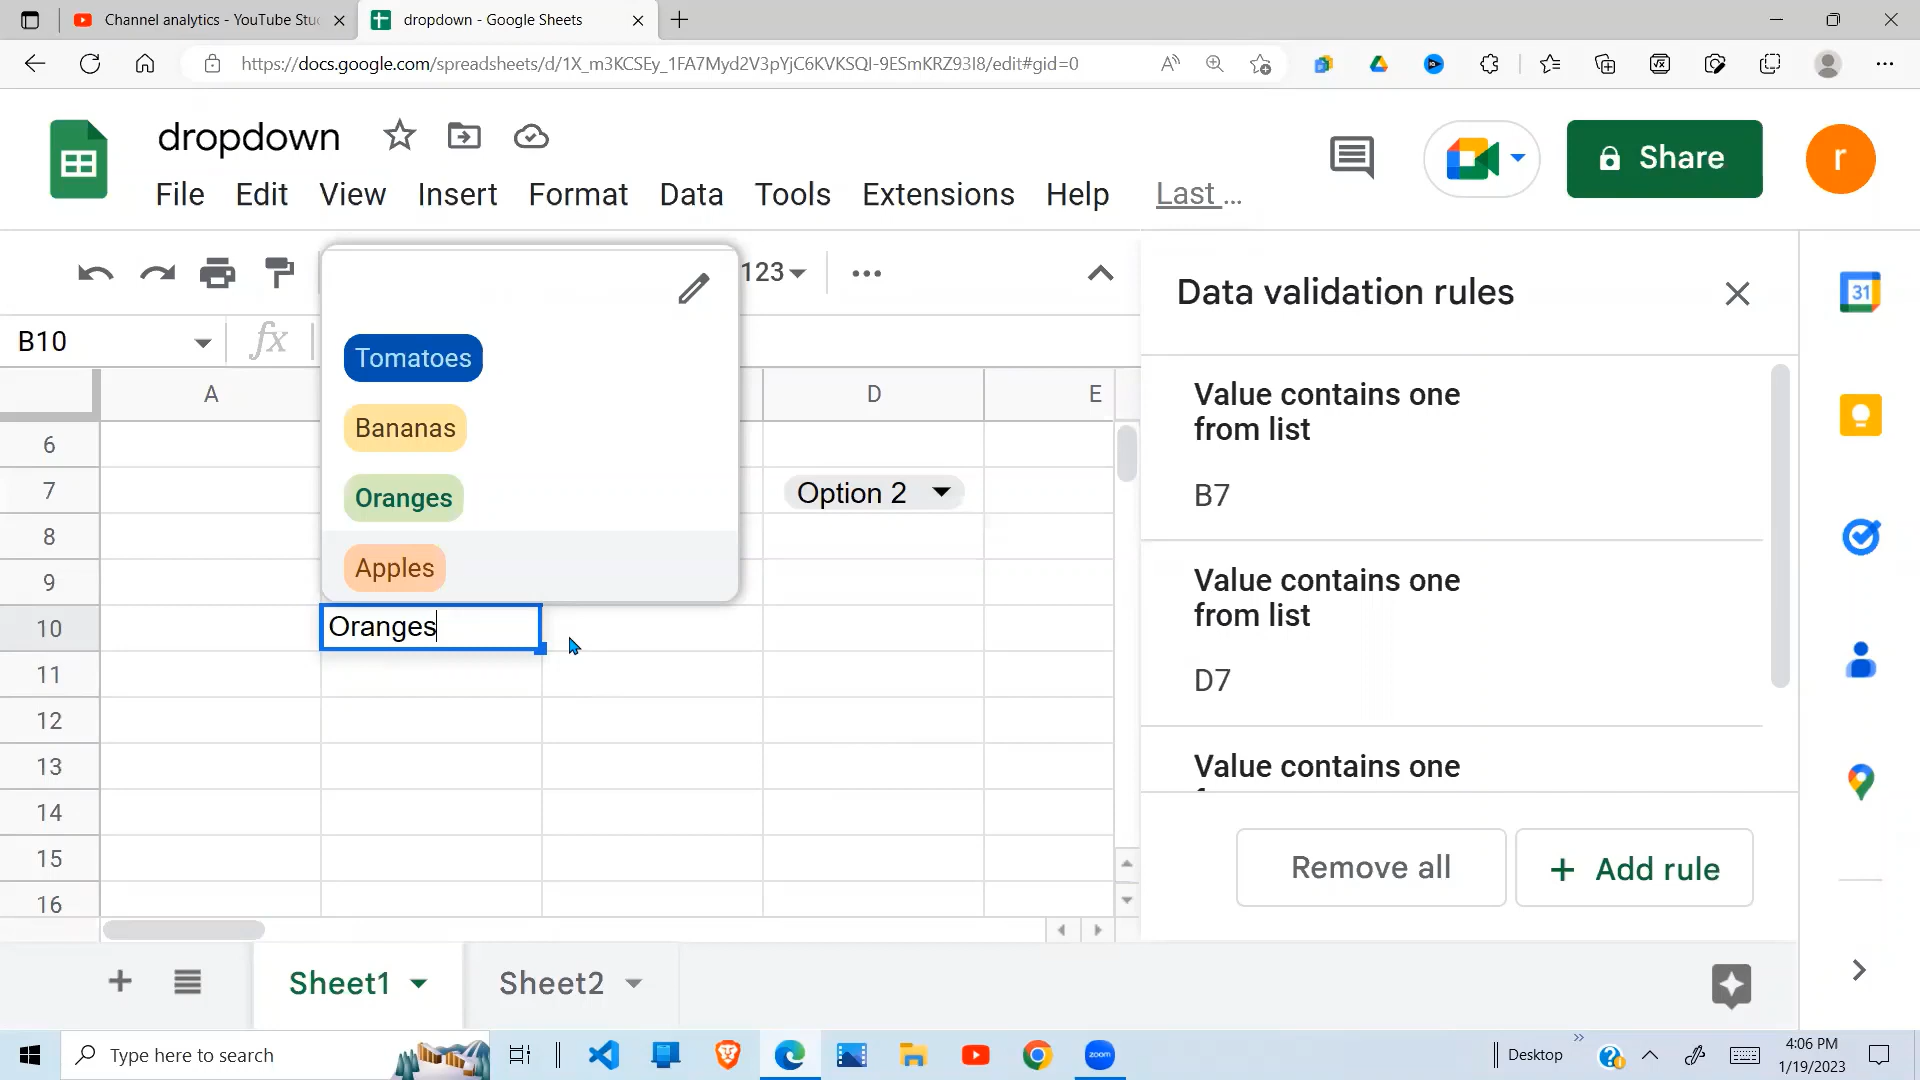 Channel analytics - YouTube Stu
dropdown - Google Sheets
https://docs.google.com/spreadsheets/d/1X_m3KCSEy_1FA7Myd2V3pYjC6KVKSQI-9ESmKRZ93I8/edit#gid=0
dropdown
Share
r
File Edit View Insert Format Data Tools Extensions Help Last ...
123
Data validation rules
B10
fx
Tomatoes
Bananas
Oranges
Apples
A D E
6
7
8
9
10
11
12
13
14
15
16
Option 2
Oranges
Value contains one
from list
B7
Value contains one
from list
D7
Value contains one
Remove all
+ Add rule
31
Sheet1
Sheet2
Type here to search
zoom
Desktop
4:06 PM
1/19/2023